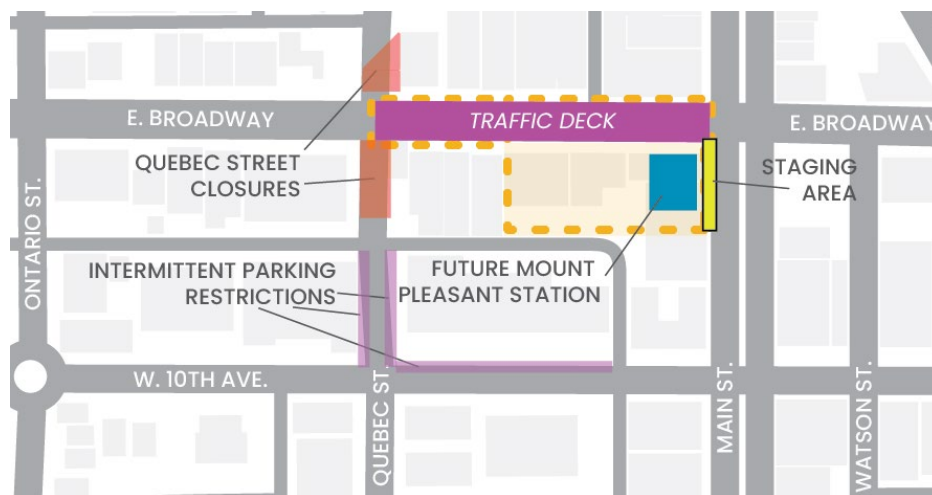 E. BROADWAY
TRAFFIC DECK
E. BROADWAY
QUEBEC STREET
CLOSURES
STAGING
AREA
ONTARIO ST.
INTERMITTENT PARKING
RESTRICTIONS
FUTURE MOUNT
PLEASANT STATION
W. 10TH AVE.
QUEBEC ST.
MAIN ST.
WATSON ST.